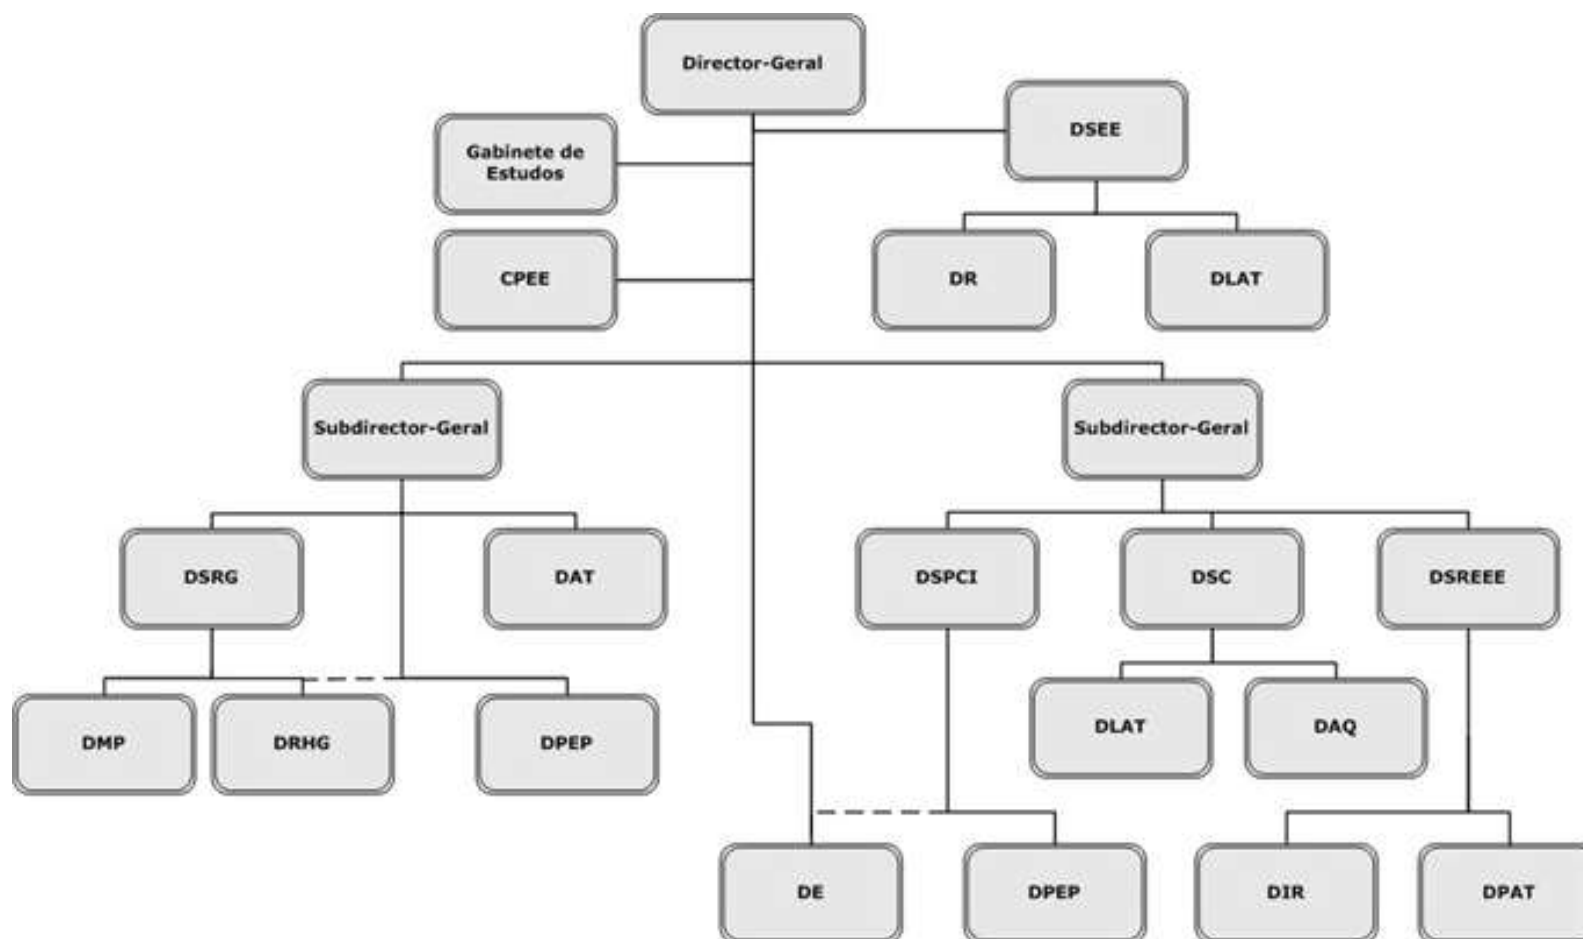 Director-Geral
DSEE
Gabinete de
Estudos
DR
DLAT
CPEE
Subdirector-Geral
Subdirector-Geral
DSRG
DAT
DSPCI
DSC
DSREEE
DMP
DRHG
DPEP
DLAT
DAQ
DE
DPEP
DIR
DPAT